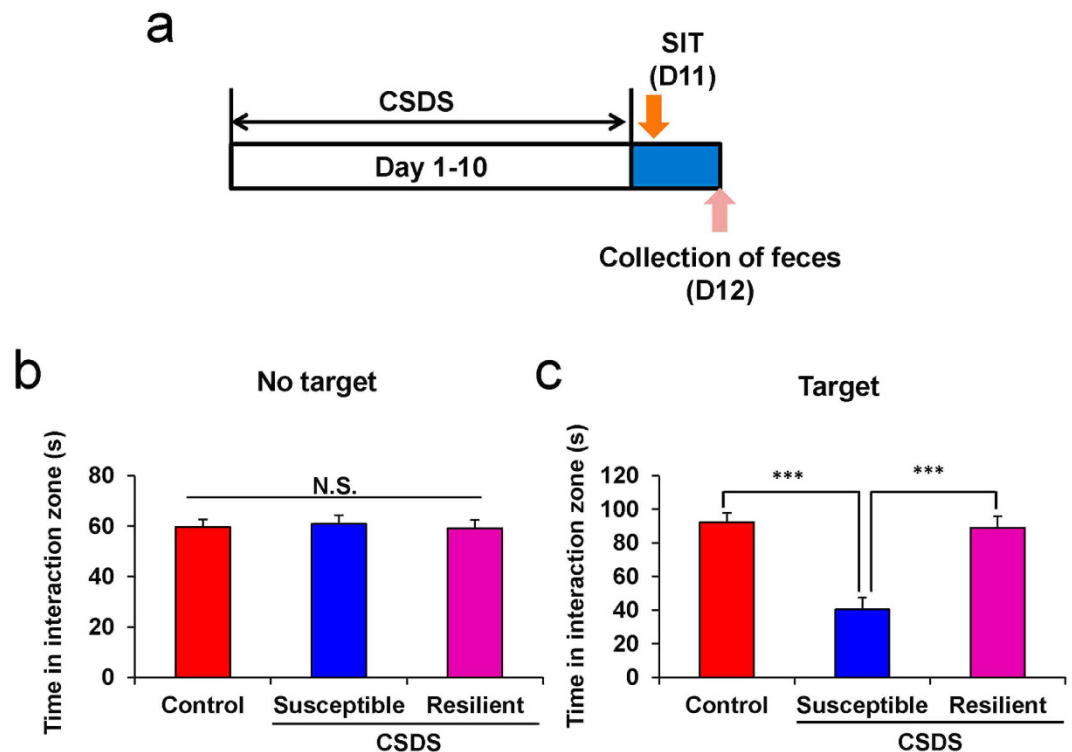 a
SIT
(D11)
CSDS
Day 1-10
Collection of feces
(D12)
b
No target
Time in interaction zone (s)
80
60
40
20
0
N.S.
Control
Susceptible
Resilient
CSDS
c
Target
Time in interaction zone (s)
120
100
80
60
40
20
0
***
***
Control
Susceptible
Resilient
CSDS